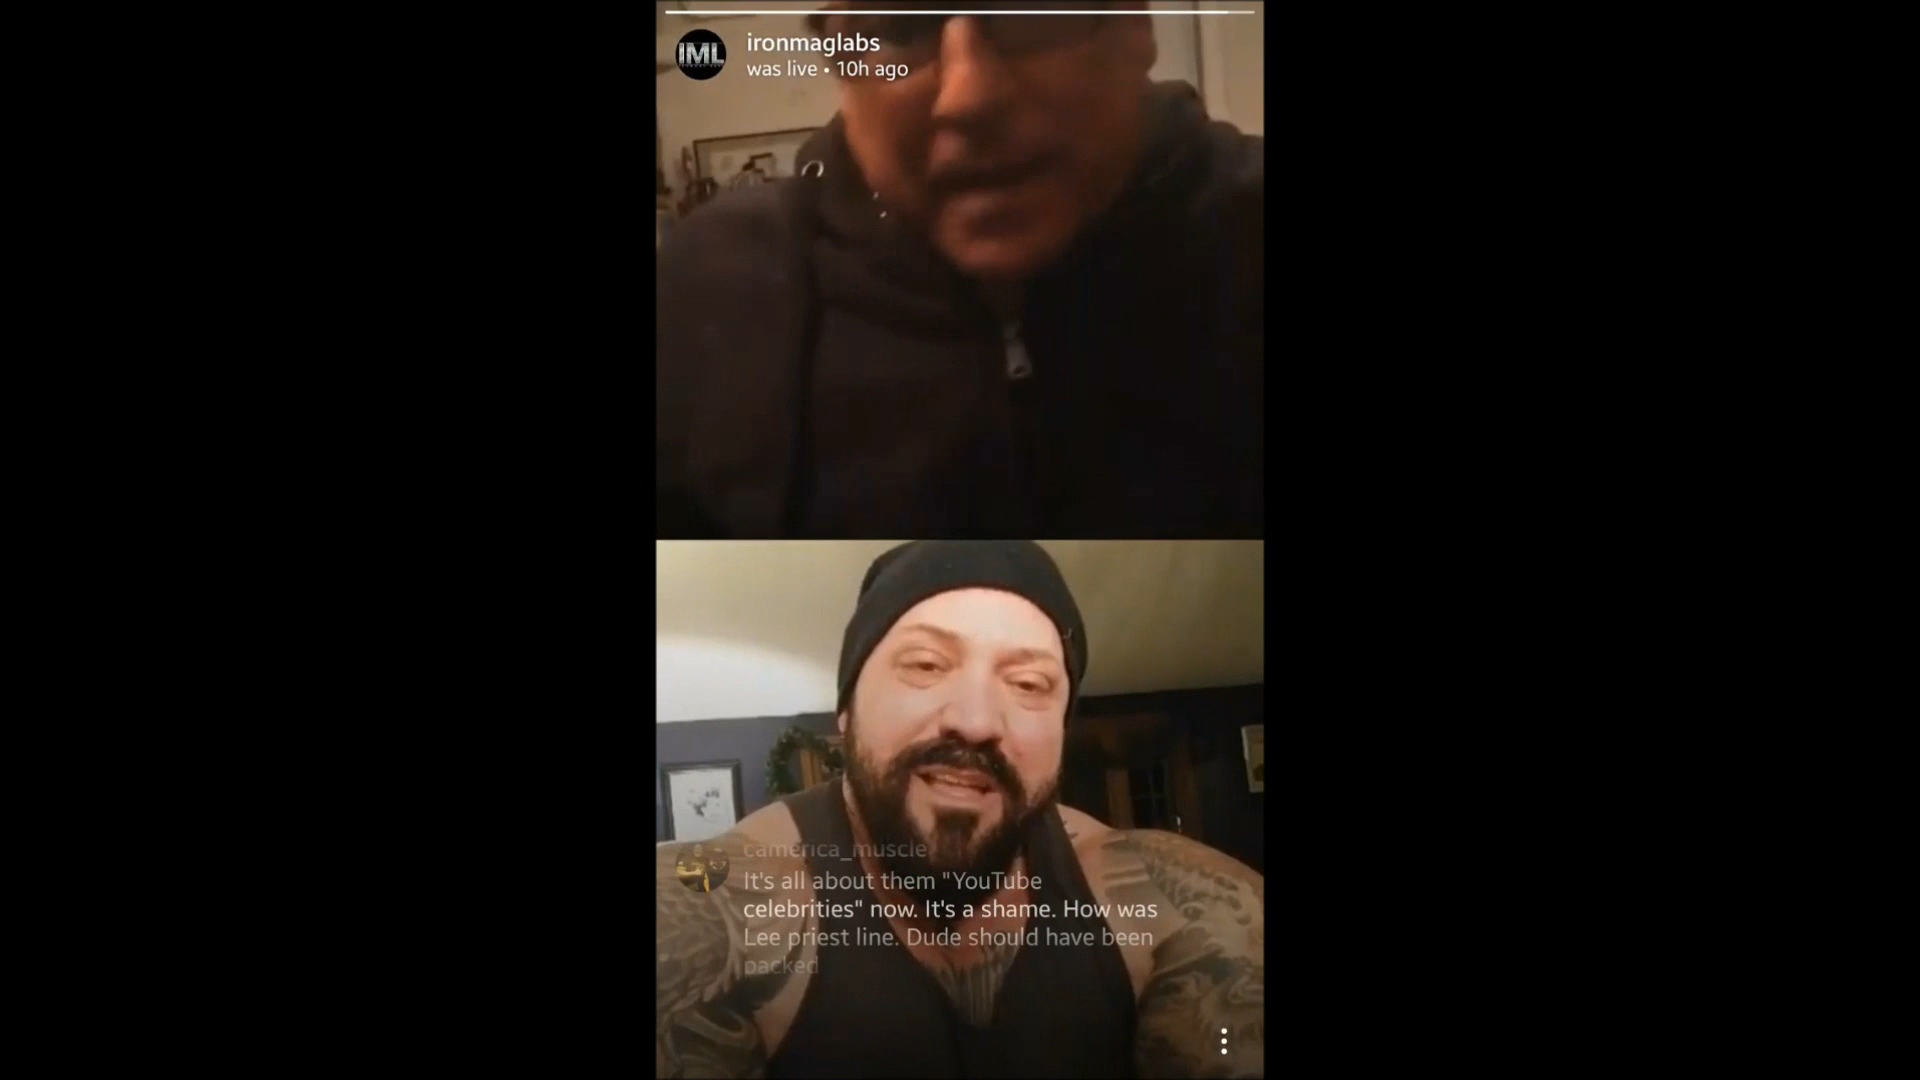 IML
ironmaglabs
was live • 10h ago
camerica_muscle
It's all about them "YouTube
celebrities" now. It's a shame. How was
Lee priest line. Dude should have been
packed